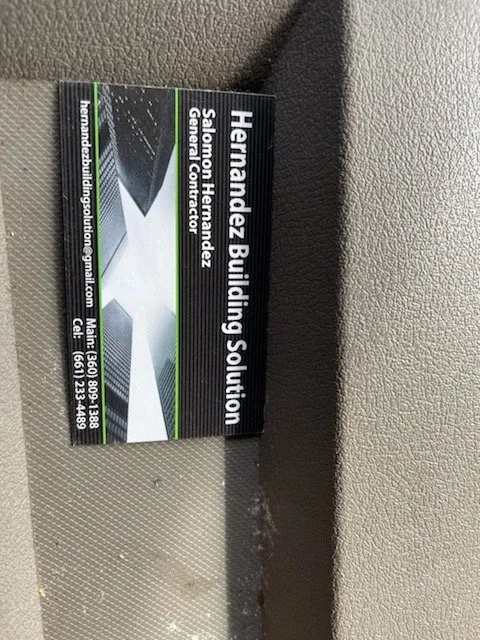 Hernandez Building Solution
Salomon Hernandez
General Contractor
Main: (360) 809-1388
hernandezbuildingsolution@gmail.com Cel: (661) 233-4489